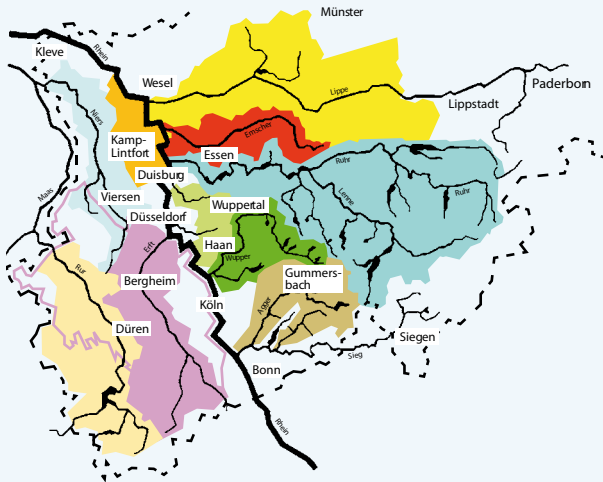 Münster
Kleve
Rhein
Wesel
Lippe
Paderborn
Lippstadt
Niers
Emscher
Kamp-
Lintfort
Essen
Ruhr
Duisburg
Maas
Viersen
Lenne
Ruhr
Wuppertal
Düsseldorf
Haan
Erft
Wupper
Rur
Bergheim
Gummers-
bach
Köln
Agger
Düren
Siegen
Sieg
Bonn
Rhein